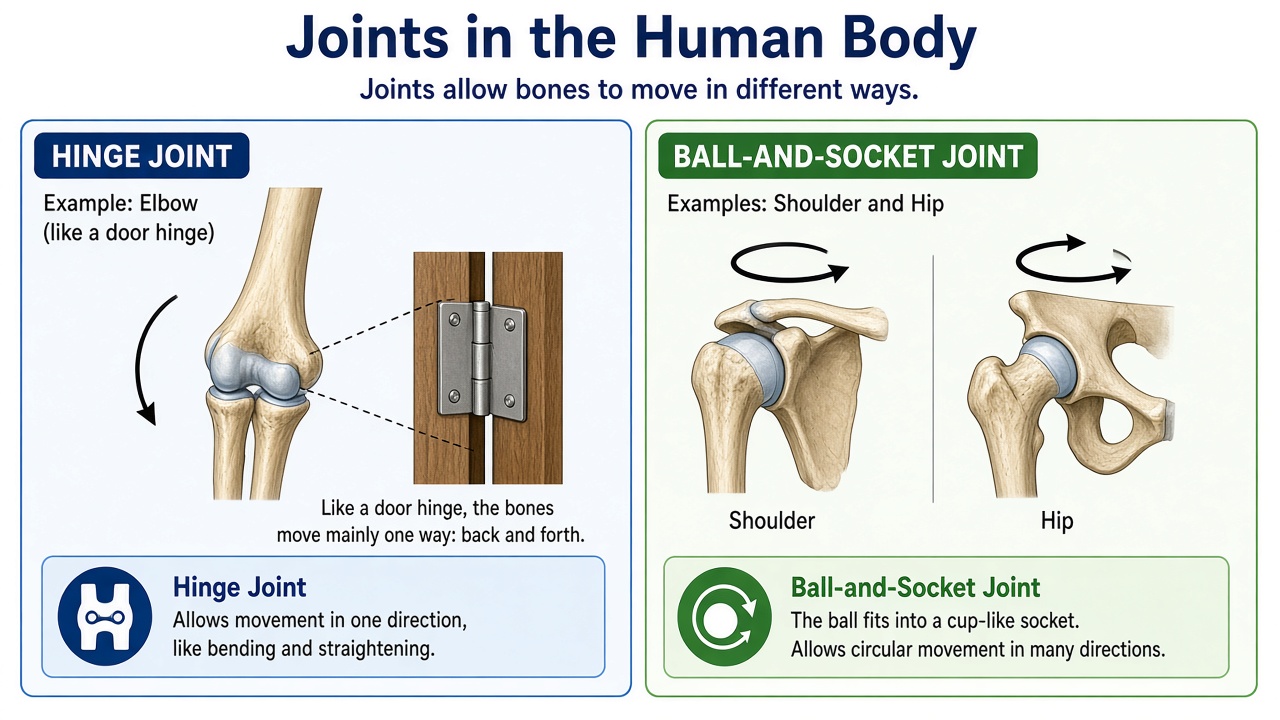 Joints in the Human Body
Joints allow bones to move in different ways.
HINGE JOINT
Example: Elbow
(like a door hinge)
Like a door hinge, the bones
move mainly one way: back and forth.
Hinge Joint
Allows movement in one direction,
like bending and straightening.
BALL-AND-SOCKET JOINT
Examples: Shoulder and Hip
Shoulder
Hip
Ball-and-Socket Joint
The ball fits into a cup-like socket.
Allows circular movement in many directions.